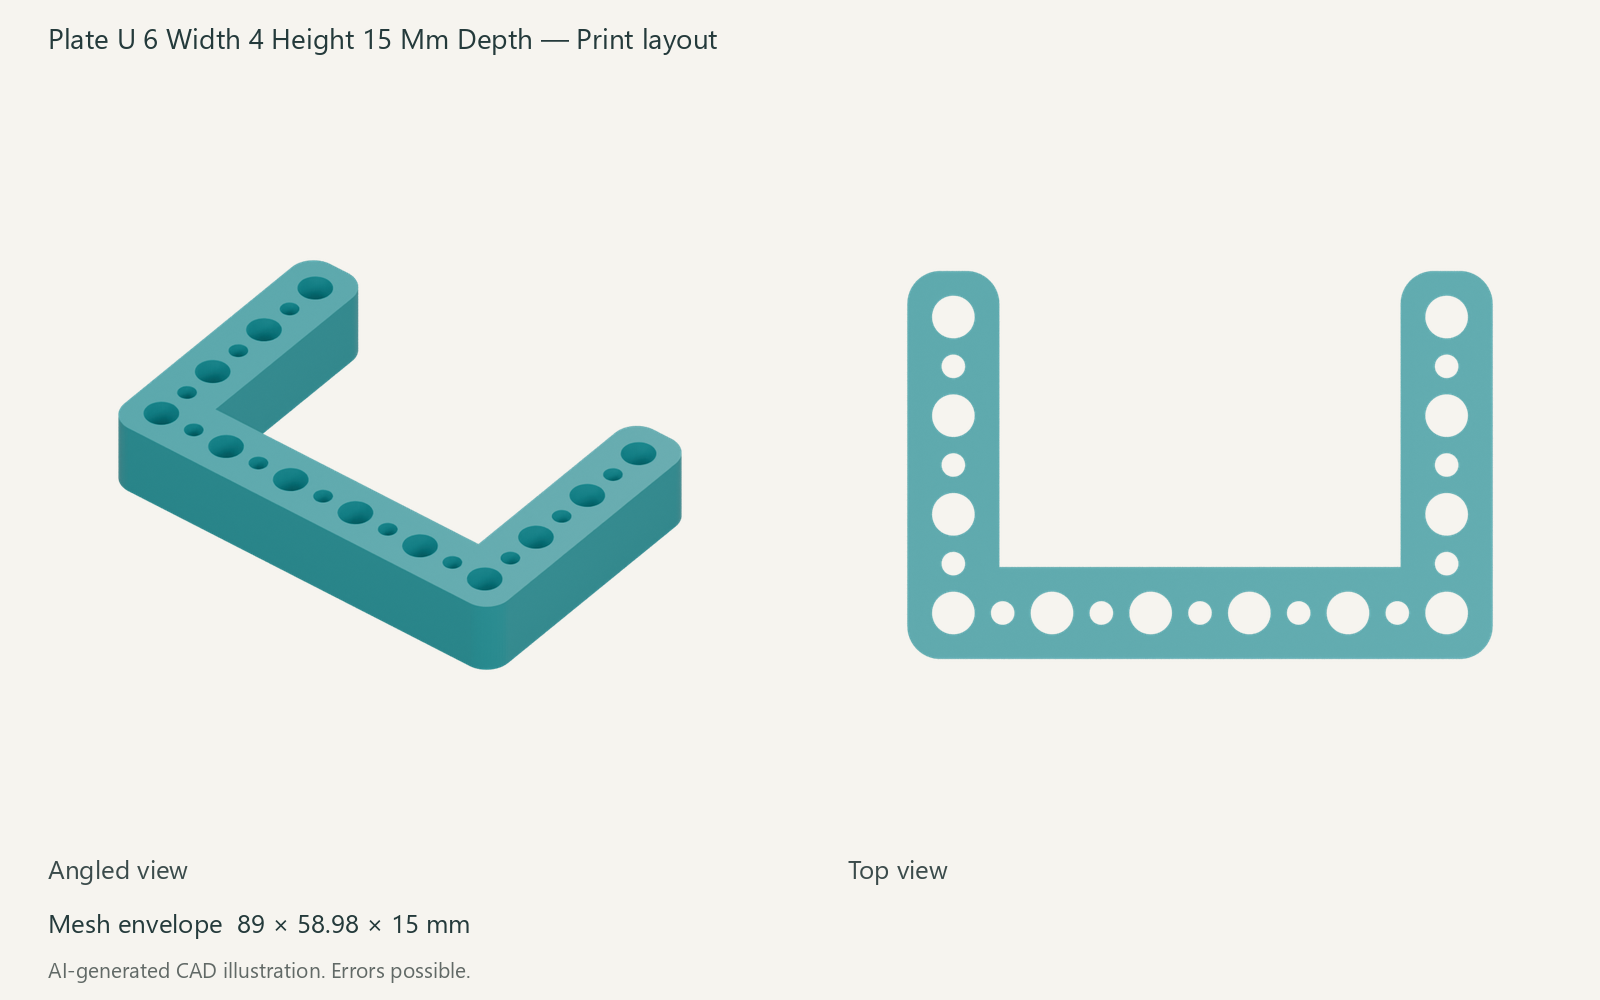 Plate U 6 Width 4 Height 15 Mm Depth — Print layout
Angled view
Top view
Mesh envelope  89 × 58.98 × 15 mm
AI-generated CAD illustration. Errors possible.